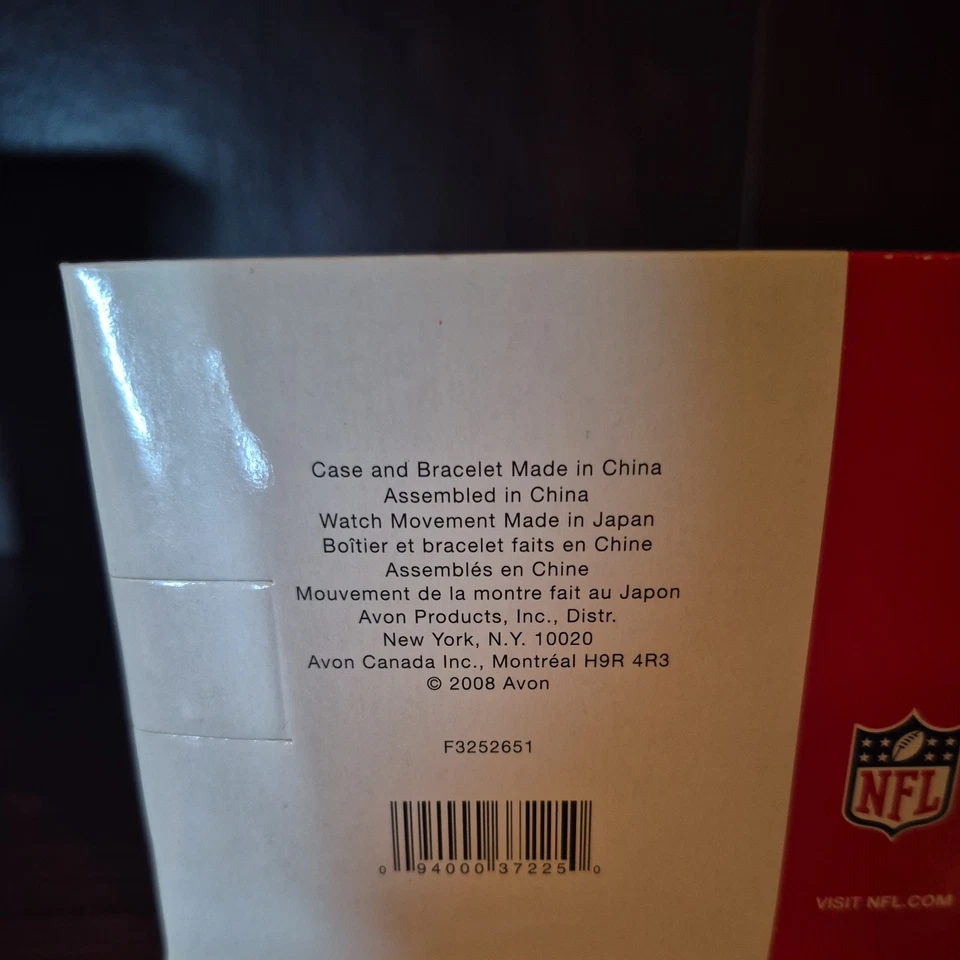 Case and Bracelet Made in China
Assembled in China
Watch Movement Made in Japan
Boîtier et bracelet faits en Chine
Assemblés en Chine
Mouvement de la montre fait au Japon
Avon Products, Inc., Distr.
New York, N.Y. 10020
Avon Canada Inc., Montréal H9R 4R3
© 2008 Avon
F3252651
0 94000 37225 0
NFL
VISIT NFL.COM